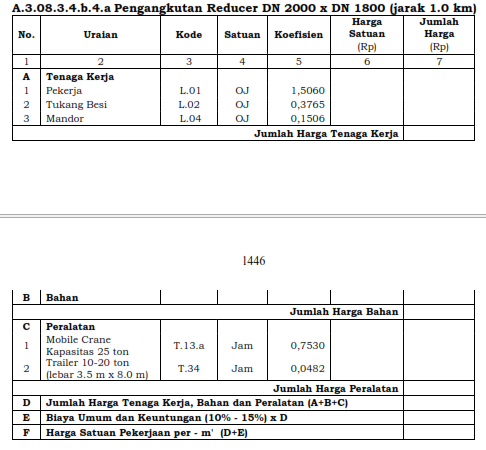 A.3.08.3.4.b.4.a Pengangkutan Reducer DN 2000 x DN 1800 (jarak 1.0 km)
No. Uraian Kode Satuan Koefisien Harga Satuan (Rp) Jumlah Harga (Rp)
1 2 3 4 5 6 7
A Tenaga Kerja
1 Pekerja L.01 OJ 1,5060
2 Tukang Besi L.02 OJ 0,3765
3 Mandor L.04 OJ 0,1506
Jumlah Harga Tenaga Kerja
1446
B Bahan
Jumlah Harga Bahan
C Peralatan
1 Mobile Crane Kapasitas 25 ton T.13.a Jam 0,7530
2 Trailer 10-20 ton (lebar 3.5 m x 8.0 m) T.34 Jam 0,0482
Jumlah Harga Peralatan
D Jumlah Harga Tenaga Kerja, Bahan dan Peralatan (A+B+C)
E Biaya Umum dan Keuntungan (10% - 15%) x D
F Harga Satuan Pekerjaan per - m' (D+E)